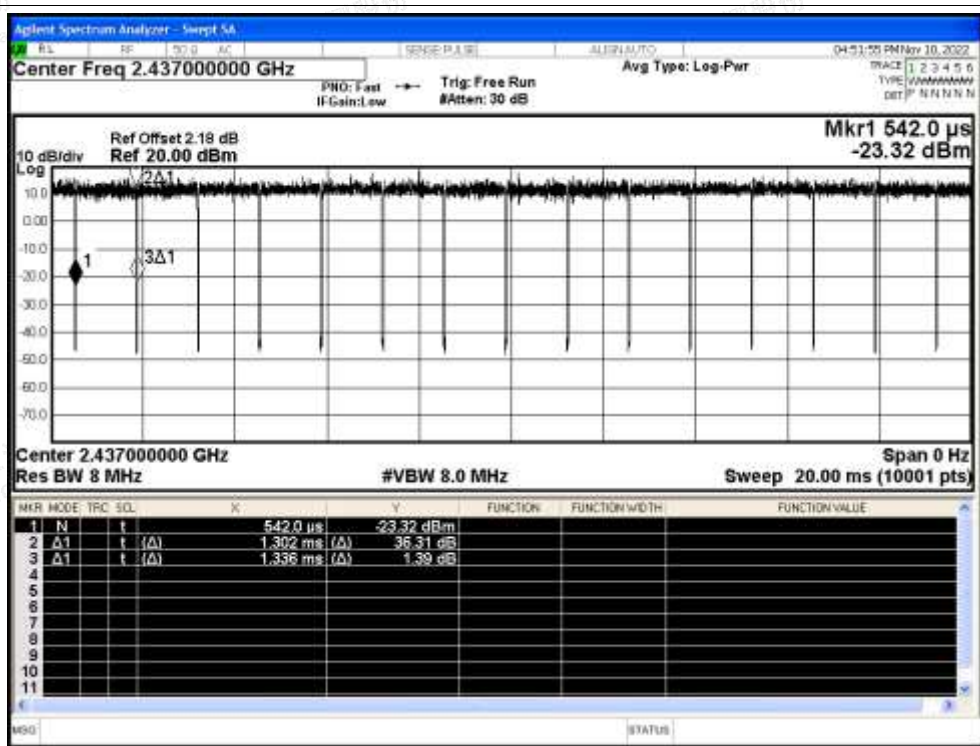 Agilent Spectrum Analyzer - Swept SA
RL RF 50 Ω AC SENSE:PULSE ALIGN AUTO 04:51:55 PM Nov 10, 2022
Center Freq 2.437000000 GHz
PNO: Fast
IFGain:Low
Trig: Free Run
#Atten: 30 dB
Avg Type: Log-Pwr
TRACE 1 2 3 4 5 6
TYPE
DET P N N N N N
Mkr1 542.0 µs
-23.32 dBm
Ref Offset 2.18 dB
10 dB/div Ref 20.00 dBm
Log
10.0
0.00
-10.0
-20.0
-30.0
-40.0
-50.0
-60.0
-70.0
2Δ1
1
3Δ1
Center 2.437000000 GHz Span 0 Hz
Res BW 8 MHz #VBW 8.0 MHz Sweep 20.00 ms (10001 pts)
MKR MODE TRC SCL X Y FUNCTION FUNCTION WIDTH FUNCTION VALUE
1 N t 542.0 µs -23.32 dBm
2 Δ1 t (Δ) 1.302 ms (Δ) 36.31 dB
3 Δ1 t (Δ) 1.336 ms (Δ) 1.39 dB
4
5
6
7
8
9
10
11
MSG STATUS